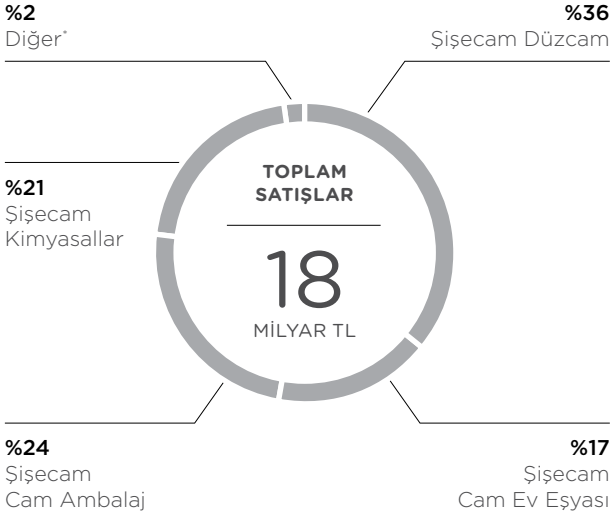 %2
Diğer*
%36
Şişecam Düzcam
TOPLAM
SATIŞLAR
18
MİLYAR TL
%21
Şişecam
Kimyasallar
%24
Şişecam
Cam Ambalaj
%17
Şişecam
Cam Ev Eşyası